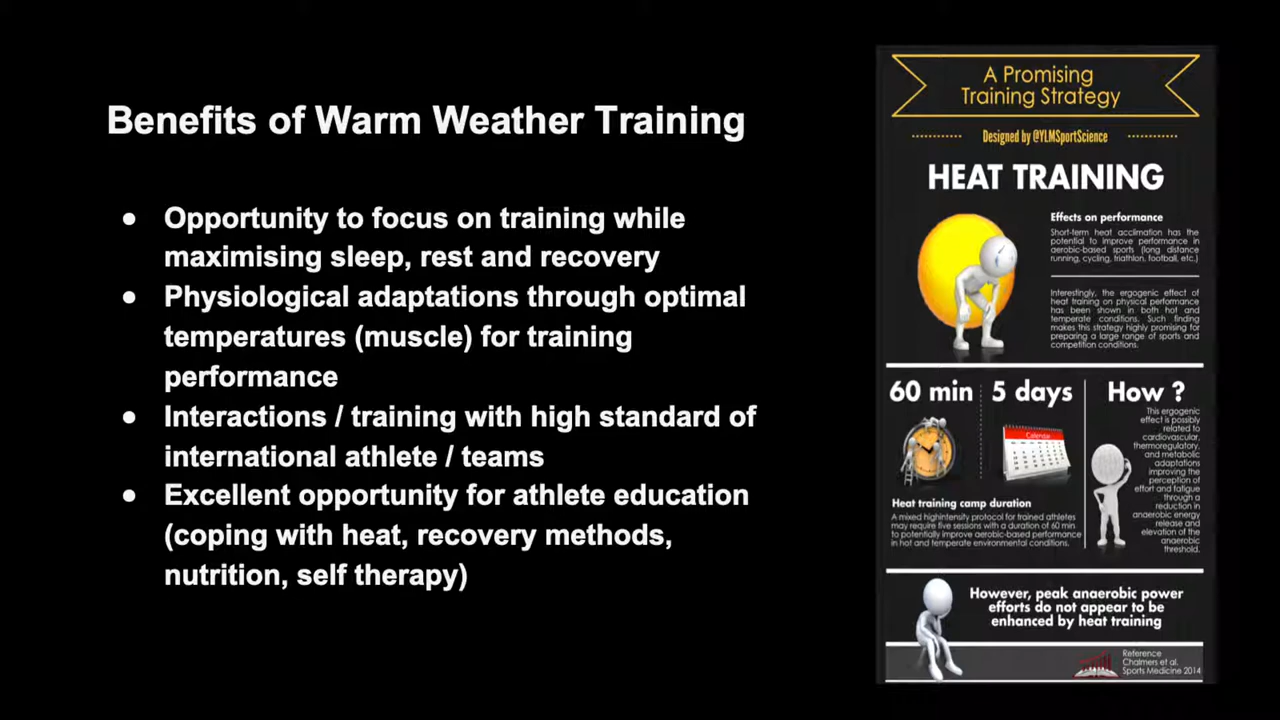 Benefits of Warm Weather Training
● Opportunity to focus on training while
maximising sleep, rest and recovery
● Physiological adaptations through optimal
temperatures (muscle) for training
performance
● Interactions / training with high standard of
international athlete / teams
● Excellent opportunity for athlete education
(coping with heat, recovery methods,
nutrition, self therapy)
A Promising
Training Strategy
Designed by @YLMSportScience
HEAT TRAINING
Effects on performance
Short-term heat acclimation has the
potential to improve performance in
aerobic-based sports (long distance
running, cycling, triathlon, football, etc.)
Interestingly, the ergogenic effect of
heat training on physical performance
has been shown in both hot and
temperate conditions. Such finding
makes this strategy highly promising for
preparing a large range of sports and
competition conditions.
60 min
5 days
Calendar
Heat training camp duration
A mixed highintensity protocol for trained athletes
may require five sessions with a duration of 60 min
to potentially improve aerobic-based performance
in hot and temperate environmental conditions.
How ?
This ergogenic
effect is possibly
related to
cardiovascular,
thermoregulatory,
and metabolic
adaptations
improving the
perception of
effort and fatigue
through a
reduction in
anaerobic energy
release and
elevation of the
anaerobic
threshold.
However, peak anaerobic power
efforts do not appear to be
enhanced by heat training
Reference
Chalmers et al.
Sports Medicine 2014